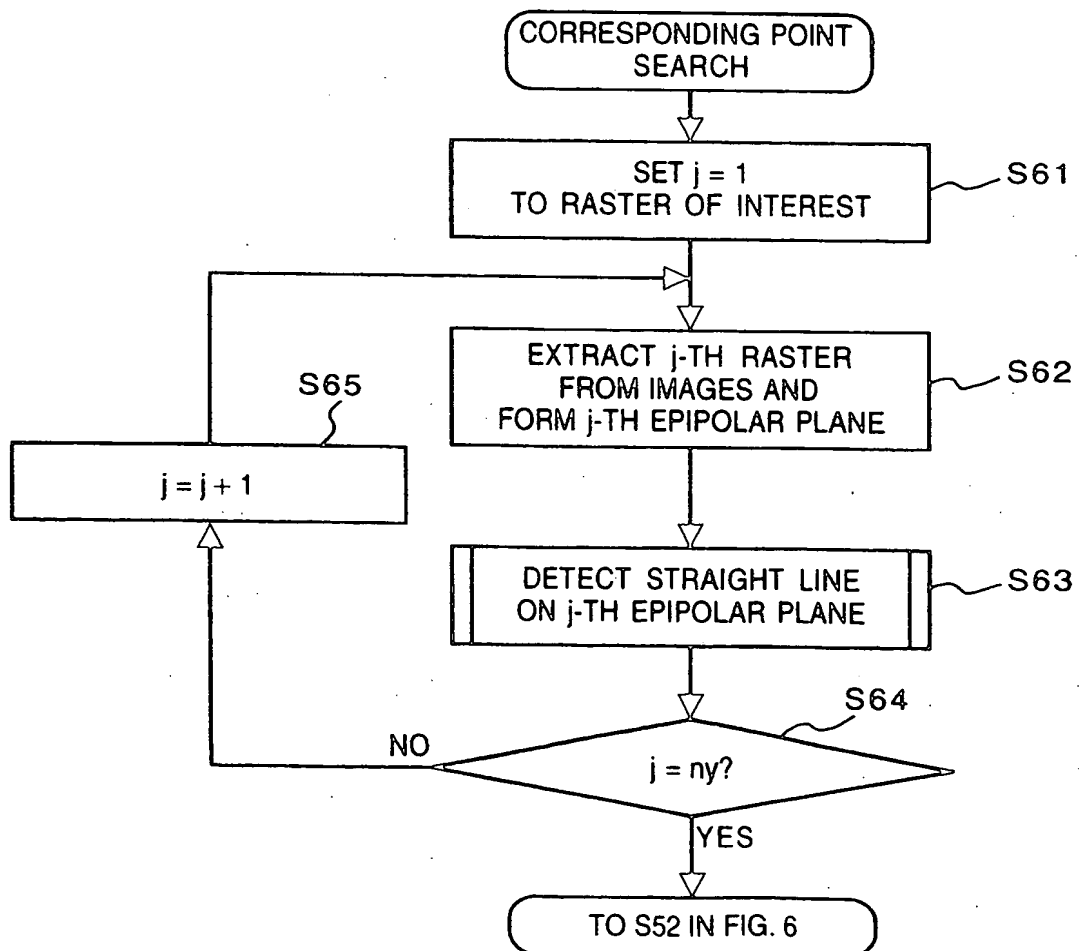 CORRESPONDING POINT
SEARCH
SET j = 1
TO RASTER OF INTEREST
S61
EXTRACT j-TH RASTER
FROM IMAGES AND
FORM j-TH EPIPOLAR PLANE
S62
S65
j = j + 1
DETECT STRAIGHT LINE
ON j-TH EPIPOLAR PLANE
S63
S64
NO
j = ny?
YES
TO S52 IN FIG. 6